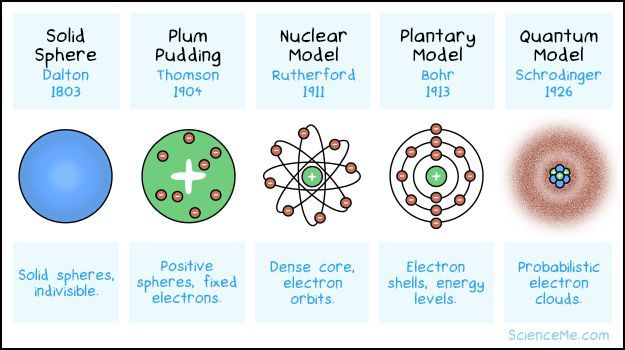 Solid
Sphere
Dalton
1803
Plum
Pudding
Thomson
1904
Nuclear
Model
Rutherford
1911
Plantary
Model
Bohr
1913
Quantum
Model
Schrodinger
1926
Solid spheres,
indivisible.
Positive
spheres, fixed
electrons.
Dense core,
electron
orbits.
Electron
shells, energy
levels.
Probabilistic
electron
clouds.
ScienceMe.com